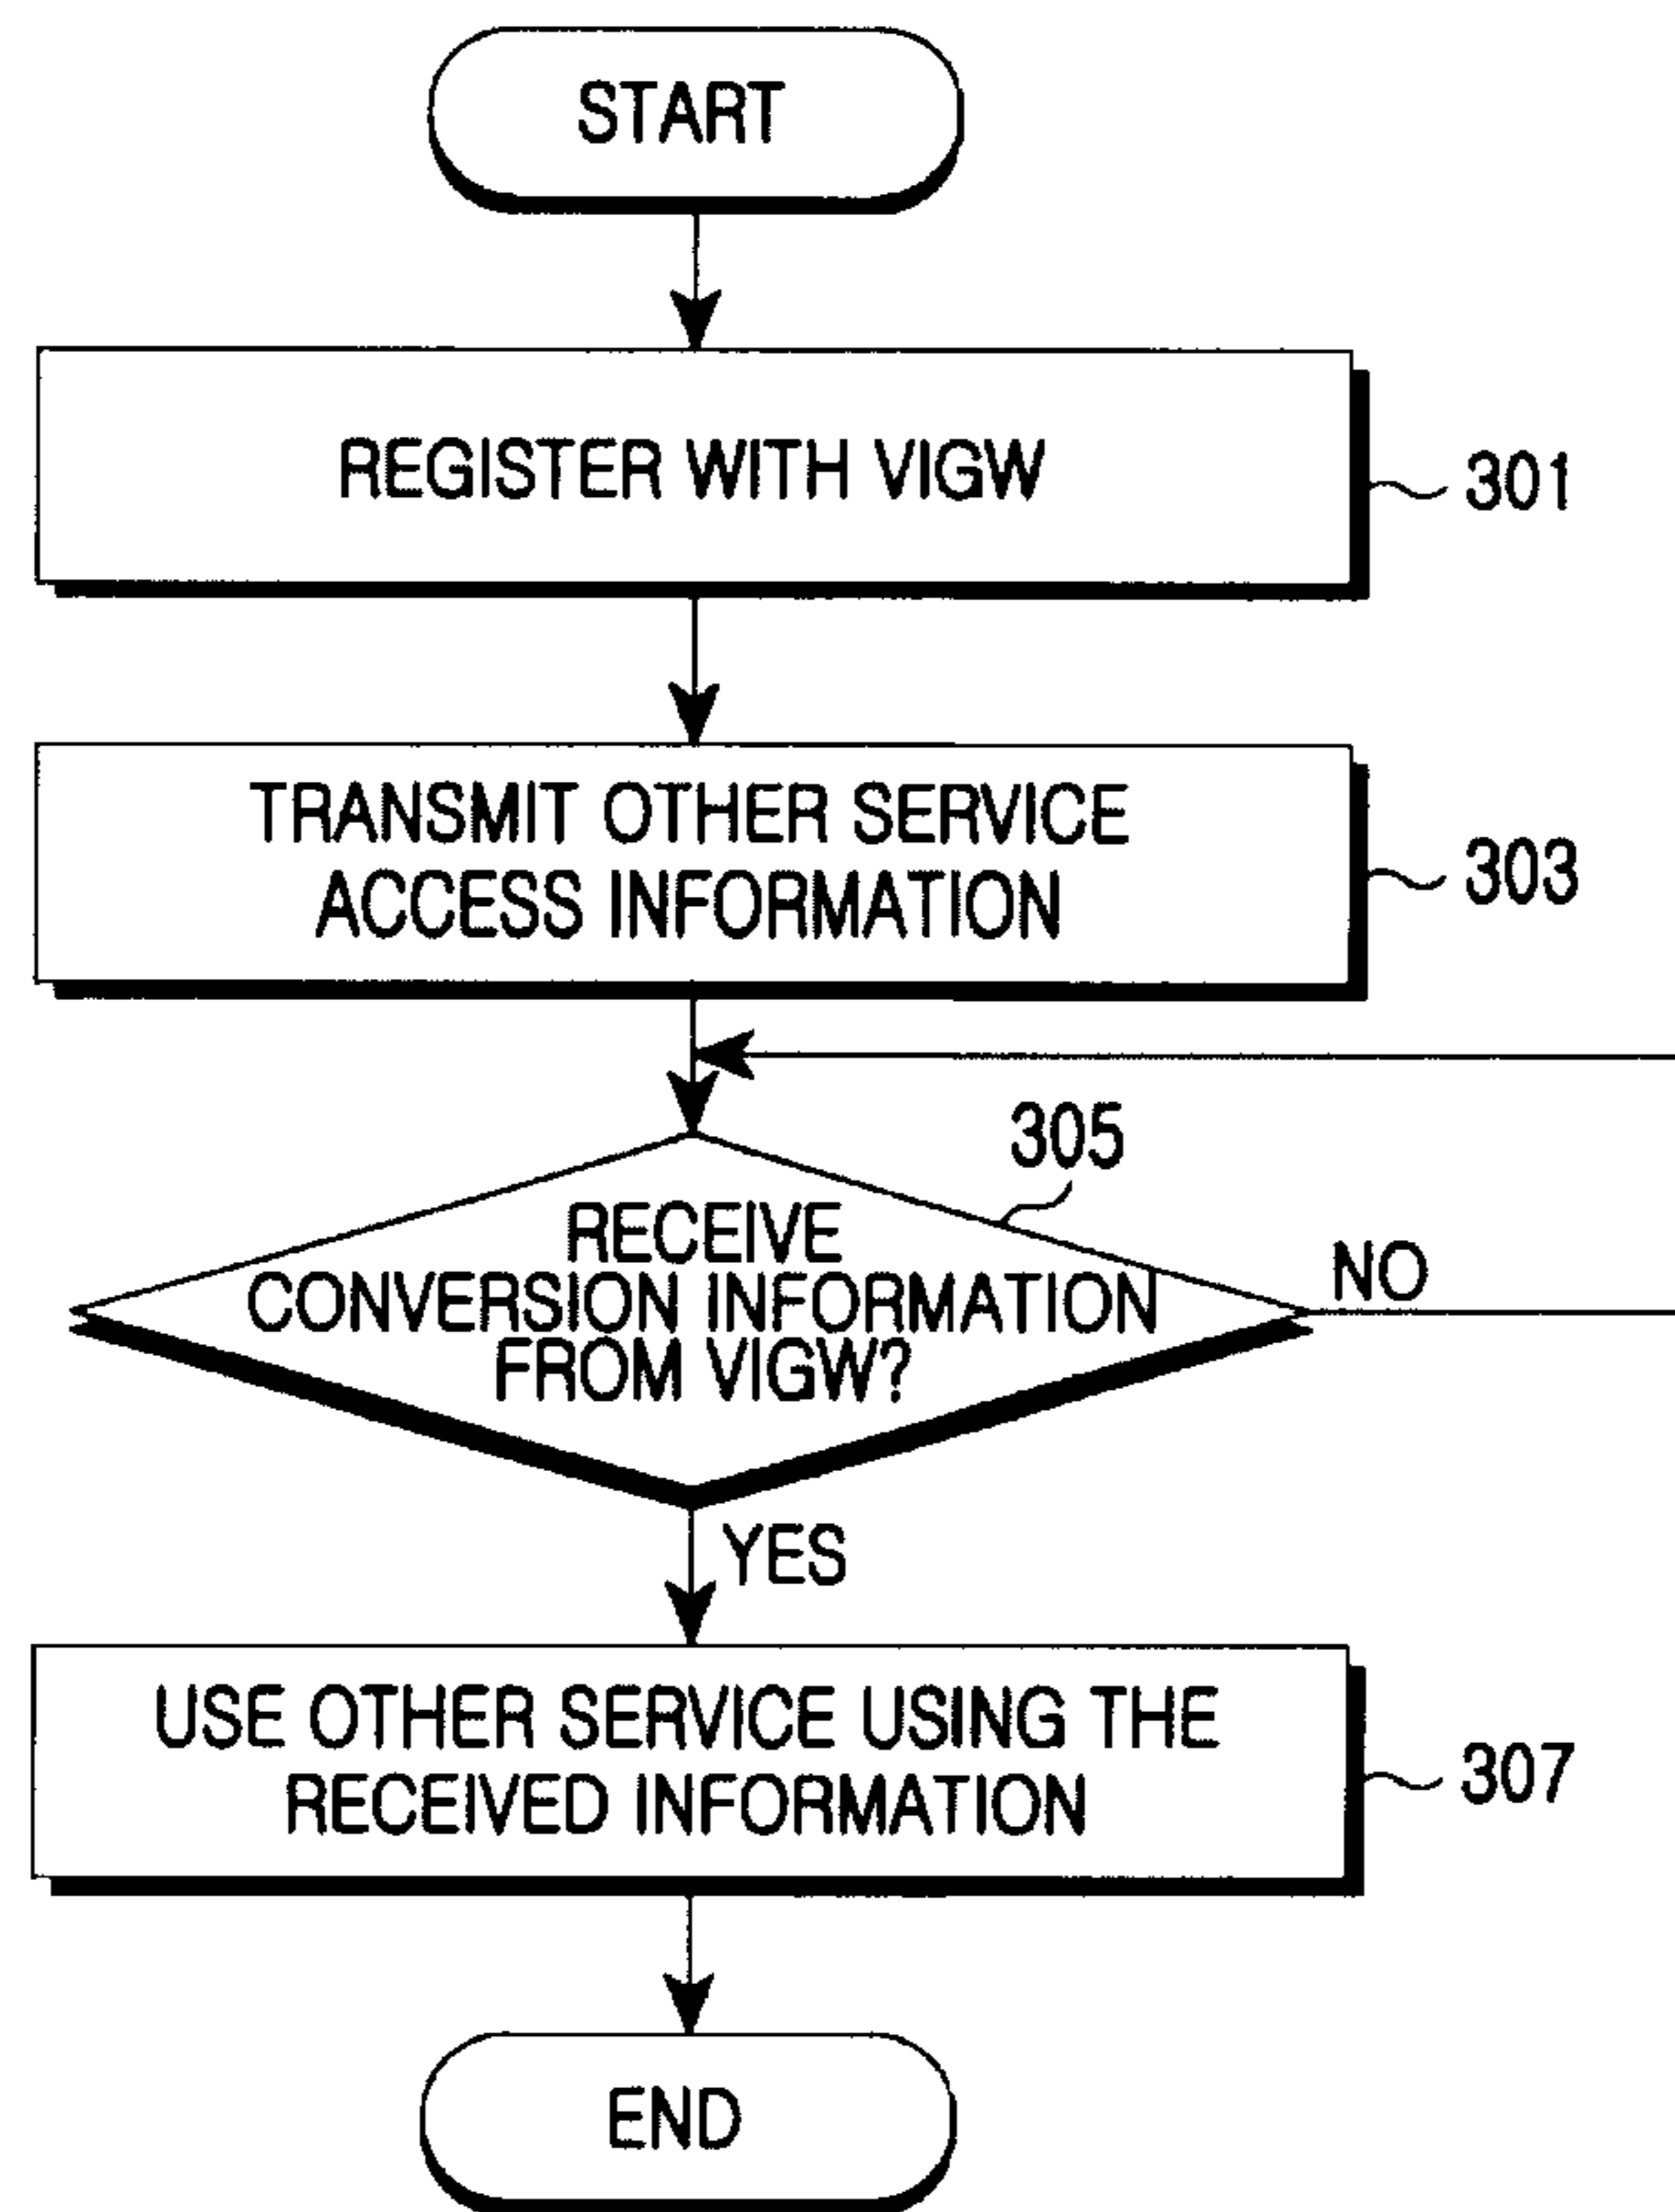 START
REGISTER WITH VIGW
301
TRANSMIT OTHER SERVICE
ACCESS INFORMATION
303
305
RECEIVE
CONVERSION INFORMATION
FROM VIGW?
NO
YES
USE OTHER SERVICE USING THE
RECEIVED INFORMATION
307
END